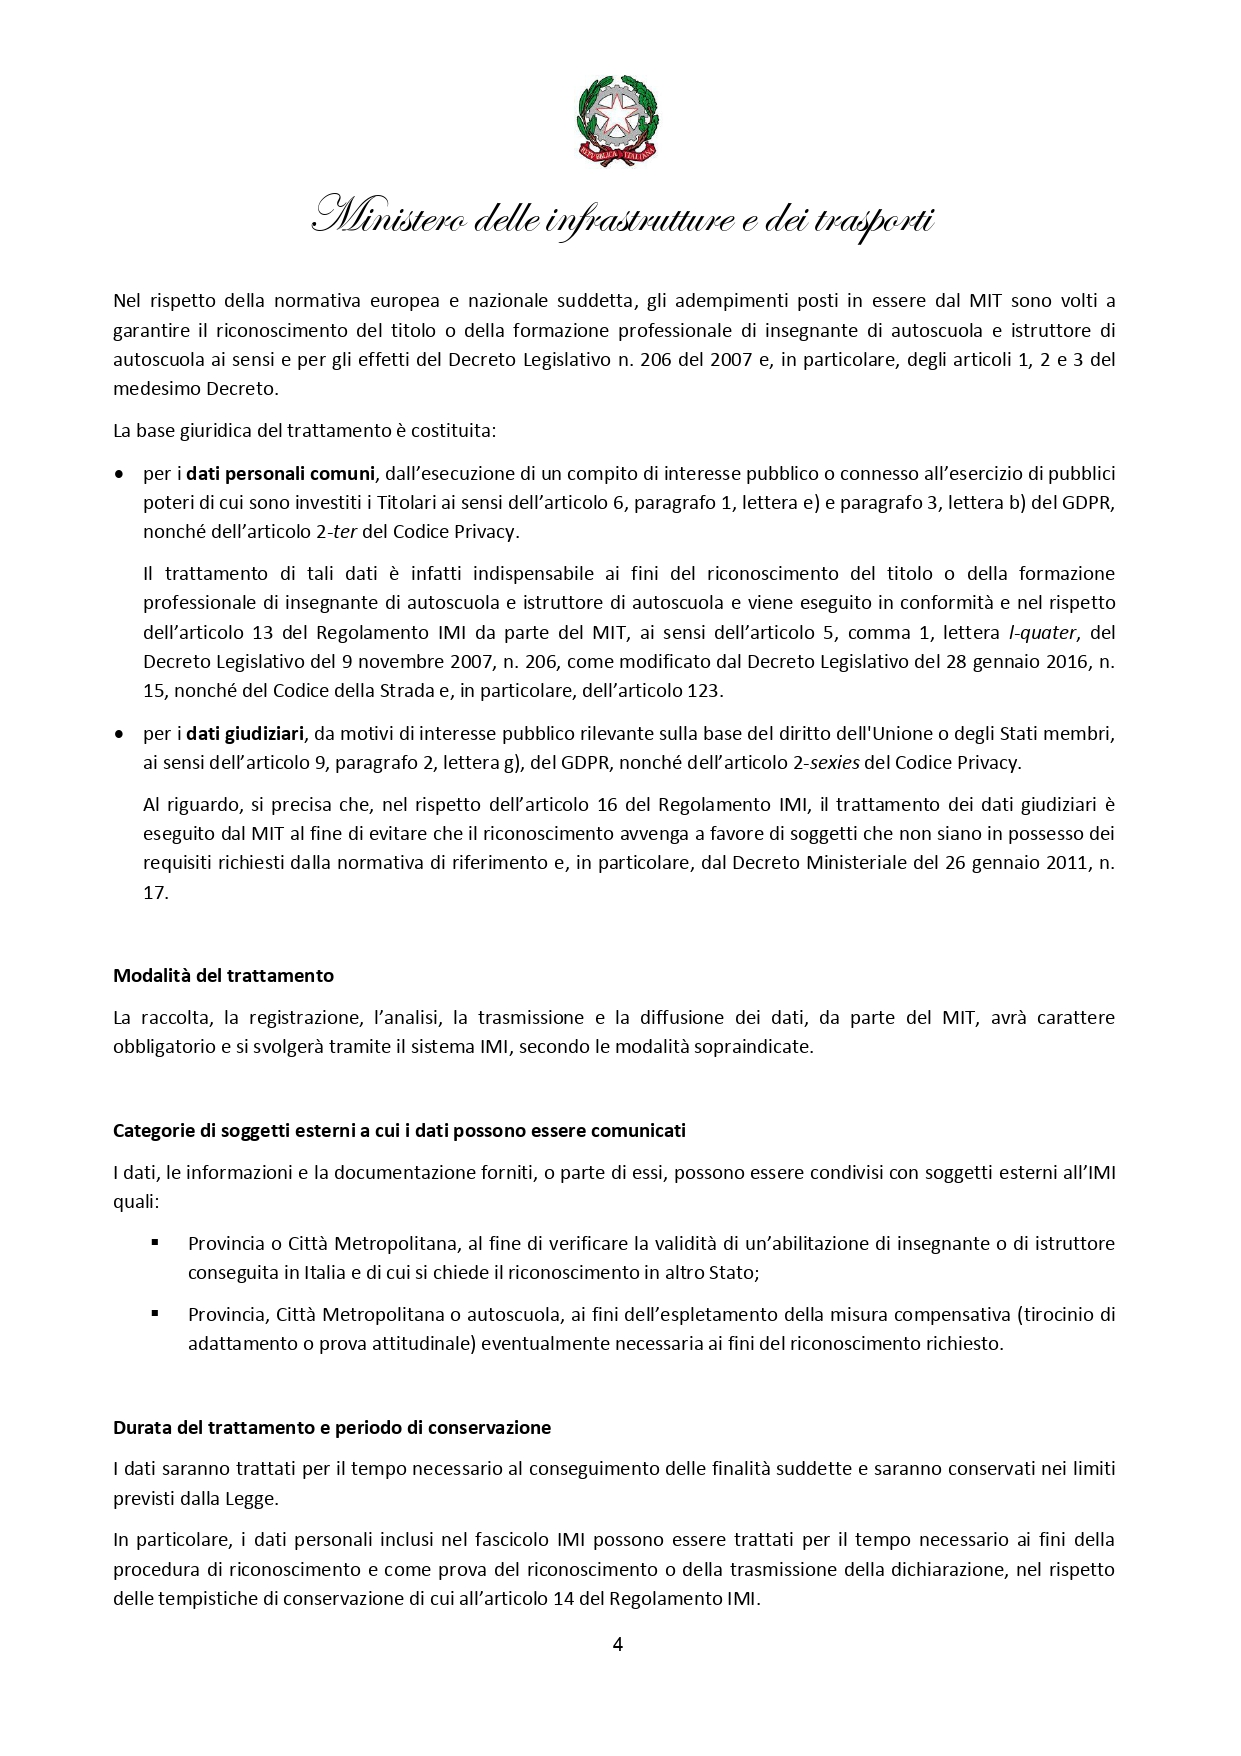 REPVBBLICA ITALIANA
Ministero delle infrastrutture e dei trasporti
Nel rispetto della normativa europea e nazionale suddetta, gli adempimenti posti in essere dal MIT sono volti a
garantire il riconoscimento del titolo o della formazione professionale di insegnante di autoscuola e istruttore di
autoscuola ai sensi e per gli effetti del Decreto Legislativo n. 206 del 2007 e, in particolare, degli articoli 1, 2 e 3 del
medesimo Decreto.
La base giuridica del trattamento è costituita:
● per i dati personali comuni, dall’esecuzione di un compito di interesse pubblico o connesso all’esercizio di pubblici
poteri di cui sono investiti i Titolari ai sensi dell’articolo 6, paragrafo 1, lettera e) e paragrafo 3, lettera b) del GDPR,
nonché dell’articolo 2-ter del Codice Privacy.
Il trattamento di tali dati è infatti indispensabile ai fini del riconoscimento del titolo o della formazione
professionale di insegnante di autoscuola e istruttore di autoscuola e viene eseguito in conformità e nel rispetto
dell’articolo 13 del Regolamento IMI da parte del MIT, ai sensi dell’articolo 5, comma 1, lettera l-quater, del
Decreto Legislativo del 9 novembre 2007, n. 206, come modificato dal Decreto Legislativo del 28 gennaio 2016, n.
15, nonché del Codice della Strada e, in particolare, dell’articolo 123.
● per i dati giudiziari, da motivi di interesse pubblico rilevante sulla base del diritto dell'Unione o degli Stati membri,
ai sensi dell’articolo 9, paragrafo 2, lettera g), del GDPR, nonché dell’articolo 2-sexies del Codice Privacy.
Al riguardo, si precisa che, nel rispetto dell’articolo 16 del Regolamento IMI, il trattamento dei dati giudiziari è
eseguito dal MIT al fine di evitare che il riconoscimento avvenga a favore di soggetti che non siano in possesso dei
requisiti richiesti dalla normativa di riferimento e, in particolare, dal Decreto Ministeriale del 26 gennaio 2011, n.
17.
Modalità del trattamento
La raccolta, la registrazione, l’analisi, la trasmissione e la diffusione dei dati, da parte del MIT, avrà carattere
obbligatorio e si svolgerà tramite il sistema IMI, secondo le modalità sopraindicate.
Categorie di soggetti esterni a cui i dati possono essere comunicati
I dati, le informazioni e la documentazione forniti, o parte di essi, possono essere condivisi con soggetti esterni all’IMI
quali:
▪ Provincia o Città Metropolitana, al fine di verificare la validità di un’abilitazione di insegnante o di istruttore
conseguita in Italia e di cui si chiede il riconoscimento in altro Stato;
▪ Provincia, Città Metropolitana o autoscuola, ai fini dell’espletamento della misura compensativa (tirocinio di
adattamento o prova attitudinale) eventualmente necessaria ai fini del riconoscimento richiesto.
Durata del trattamento e periodo di conservazione
I dati saranno trattati per il tempo necessario al conseguimento delle finalità suddette e saranno conservati nei limiti
previsti dalla Legge.
In particolare, i dati personali inclusi nel fascicolo IMI possono essere trattati per il tempo necessario ai fini della
procedura di riconoscimento e come prova del riconoscimento o della trasmissione della dichiarazione, nel rispetto
delle tempistiche di conservazione di cui all’articolo 14 del Regolamento IMI.
4